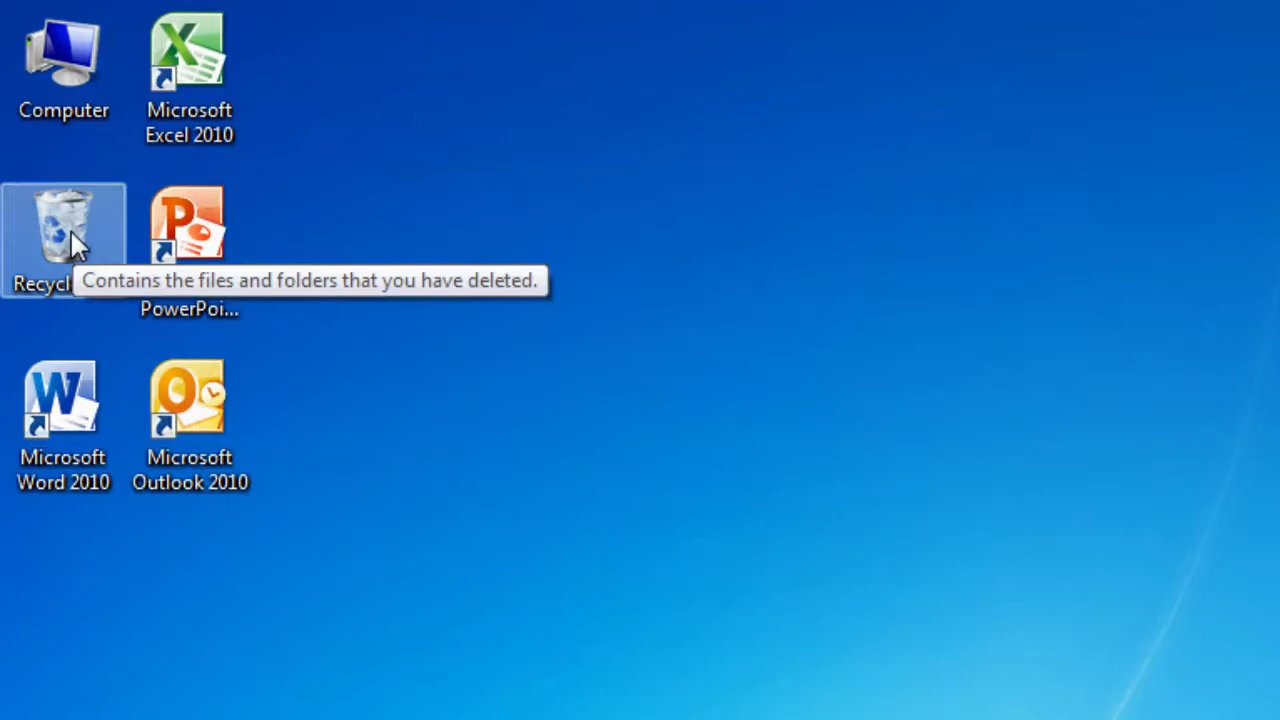 Computer
Microsoft
Excel 2010
Contains the files and folders that you have deleted.
PowerPoi...
Microsoft
Word 2010
Microsoft
Outlook 2010